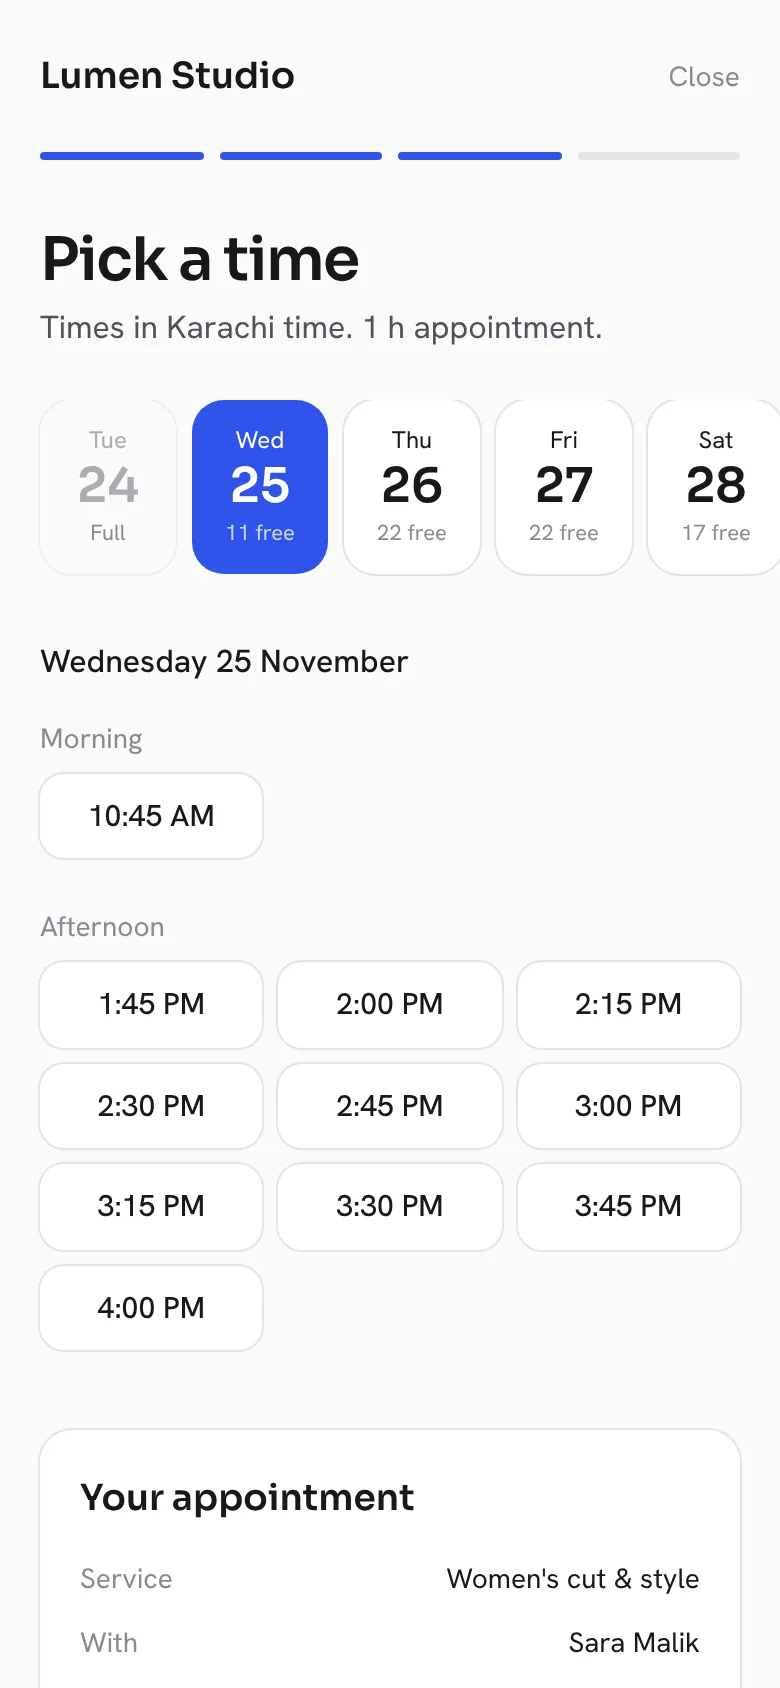 Lumen Studio
Close
Pick a time
Times in Karachi time. 1 h appointment.
Tue
24
Full
Wed
25
11 free
Thu
26
22 free
Fri
27
22 free
Sat
28
17 free
Wednesday 25 November
Morning
10:45 AM
Afternoon
1:45 PM 2:00 PM 2:15 PM
2:30 PM 2:45 PM 3:00 PM
3:15 PM 3:30 PM 3:45 PM
4:00 PM
Your appointment
Service Women's cut & style
With Sara Malik